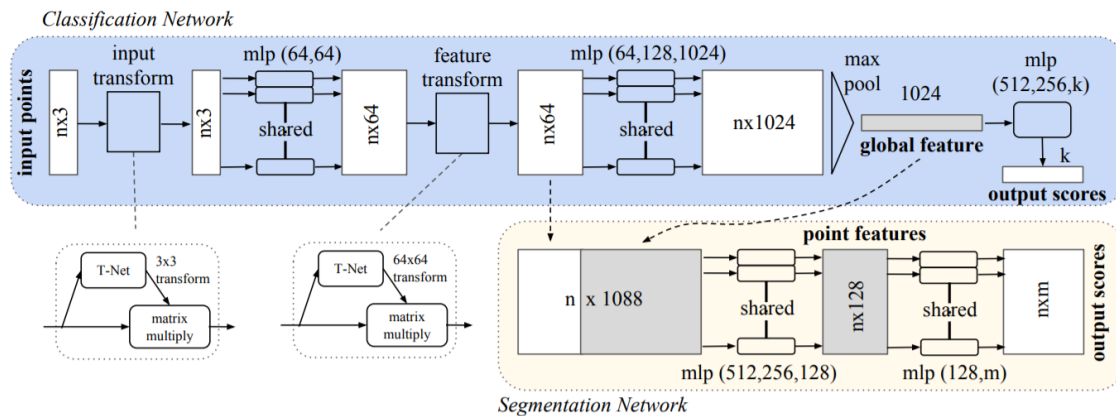 Classification Network
input points
nx3
input
transform
nx3
mlp (64,64)
shared
nx64
feature
transform
nx64
mlp (64,128,1024)
shared
nx1024
max
pool
1024
global feature
mlp
(512,256,k)
k
output scores
T-Net
3x3
transform
matrix
multiply
T-Net
64x64
transform
matrix
multiply
point features
n x 1088
shared
mlp (512,256,128)
nx128
shared
mlp (128,m)
nxm
output scores
Segmentation Network